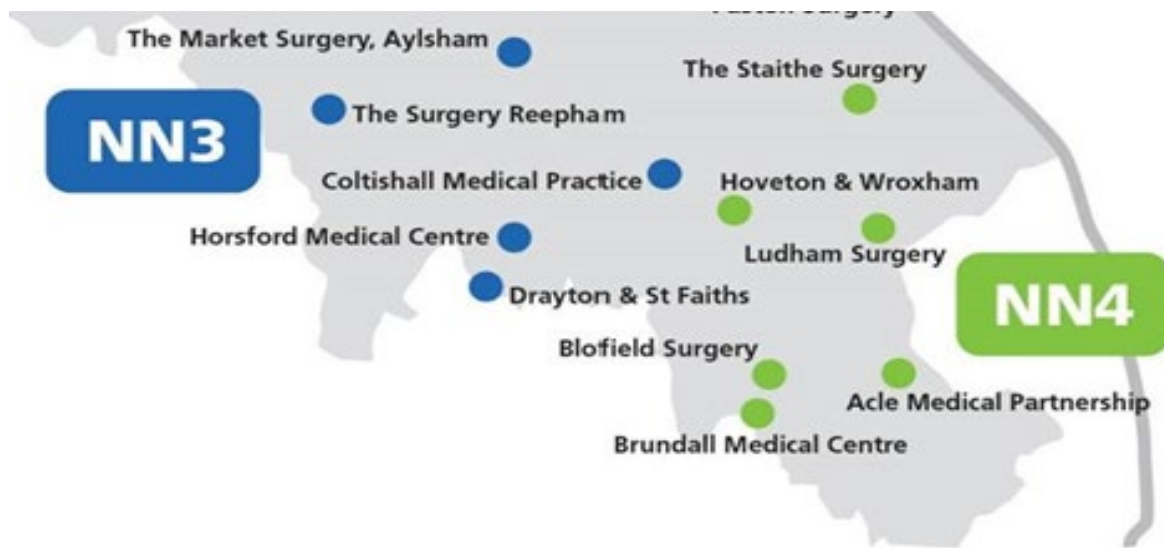 Surgery
The Market Surgery, Aylsham
The Staithe Surgery
NN3
The Surgery Reepham
Coltishall Medical Practice
Hoveton & Wroxham
Horsford Medical Centre
Ludham Surgery
Drayton & St Faiths
NN4
Blofield Surgery
Acle Medical Partnership
Brundall Medical Centre